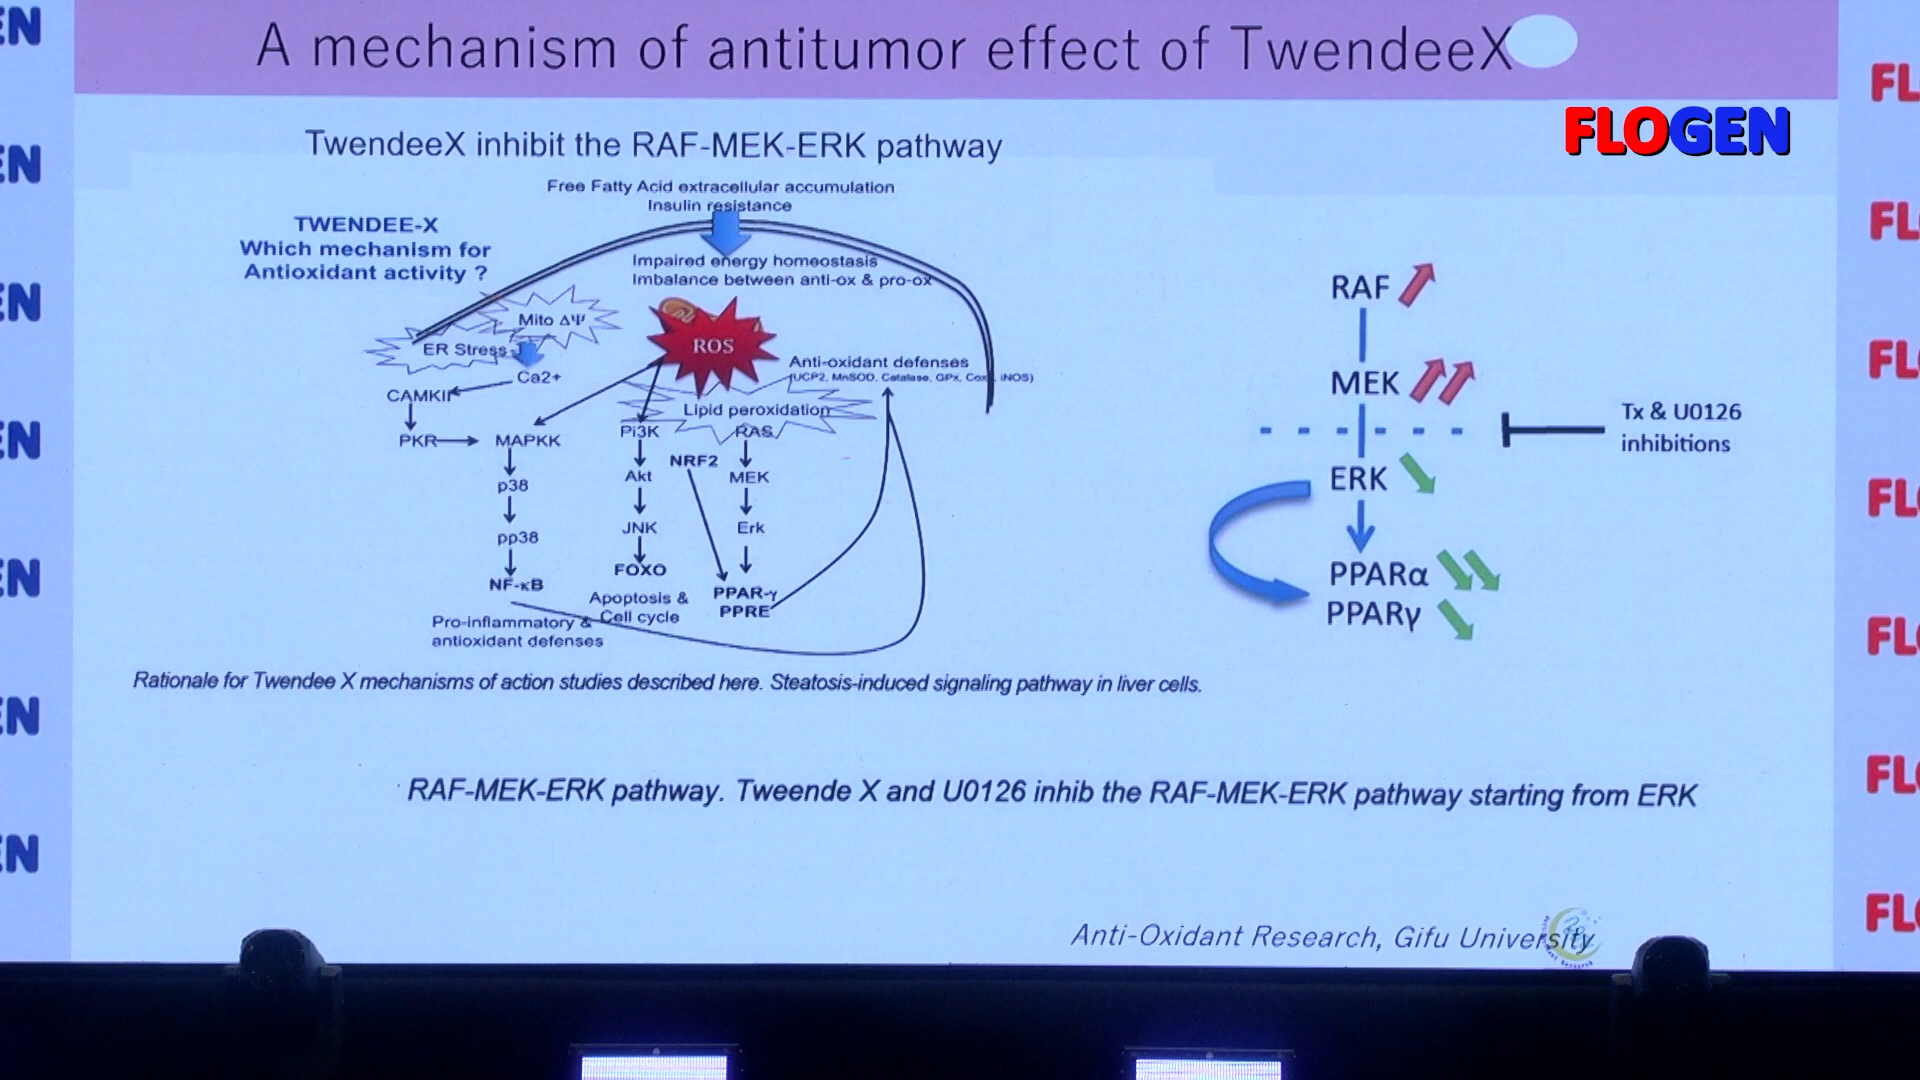 A mechanism of antitumor effect of TwendeeX
FLOGEN
TwendeeX inhibit the RAF-MEK-ERK pathway
Free Fatty Acid extracellular accumulation
Insulin resistance
TWENDEE-X
Which mechanism for
Antioxidant activity ?
Impaired energy homeostasis
Imbalance between anti-ox & pro-ox
Mito ΔΨ
ER Stress
ROS
Ca2+
CAMKII
Anti-oxidant defenses
(UCP2, MnSOD, Catalase, GPx, iNOS)
Lipid peroxidation
PKR
MAPKK
Pi3K
RAS
NRF2
p38
Akt
MEK
pp38
JNK
Erk
NF-κB
FOXO
Apoptosis &
Cell cycle
PPAR-γ
PPRE
Pro-inflammatory &
antioxidant defenses
RAF
MEK
Tx & U0126
inhibitions
ERK
PPARα
PPARγ
Rationale for Twendee X mechanisms of action studies described here. Steatosis-induced signaling pathway in liver cells.
RAF-MEK-ERK pathway. Tweende X and U0126 inhib the RAF-MEK-ERK pathway starting from ERK
Anti-Oxidant Research, Gifu University